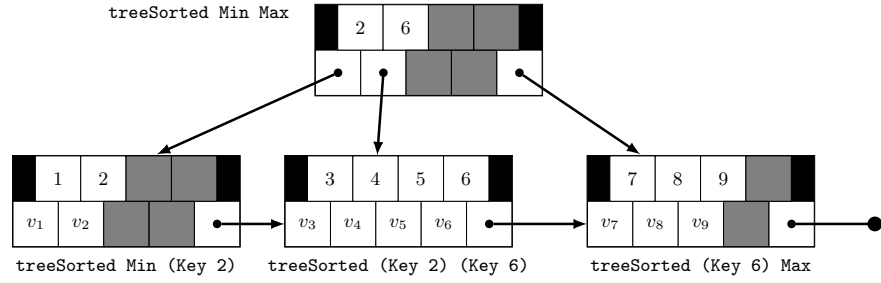 treeSorted Min Max
2 6
1 2
3 4 5 6
7 8 9
v₁ v₂
v₃ v₄ v₅ v₆
v₇ v₈ v₉
treeSorted Min (Key 2)
treeSorted (Key 2) (Key 6)
treeSorted (Key 6) Max